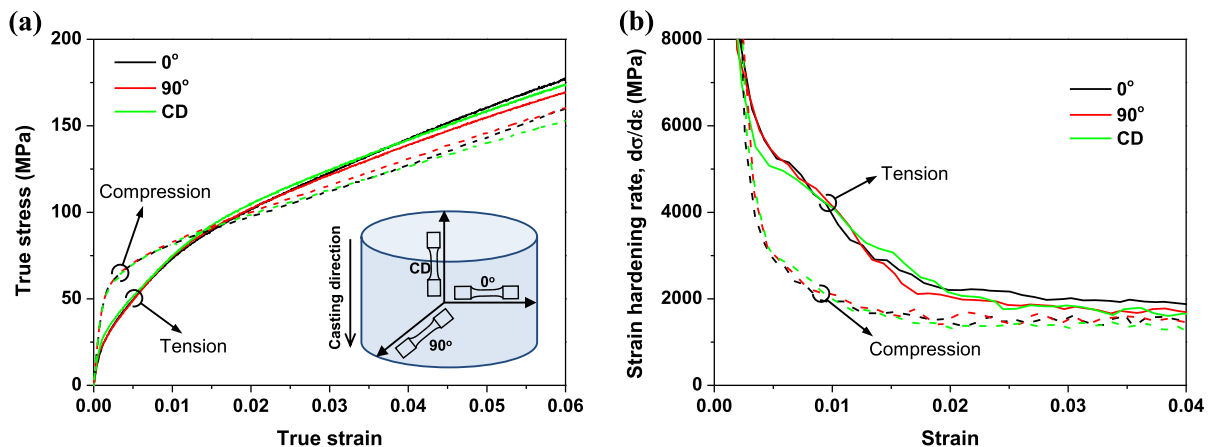 (a)
True stress (MPa)
200
150
100
50
0
0.00 0.01 0.02 0.03 0.04 0.05 0.06
True strain
0°
90°
CD
Compression
Tension
Casting direction
CD
0°
90°
(b)
Strain hardening rate, dσ/dε (MPa)
8000
6000
4000
2000
0
0.00 0.01 0.02 0.03 0.04
Strain
0°
90°
CD
Tension
Compression